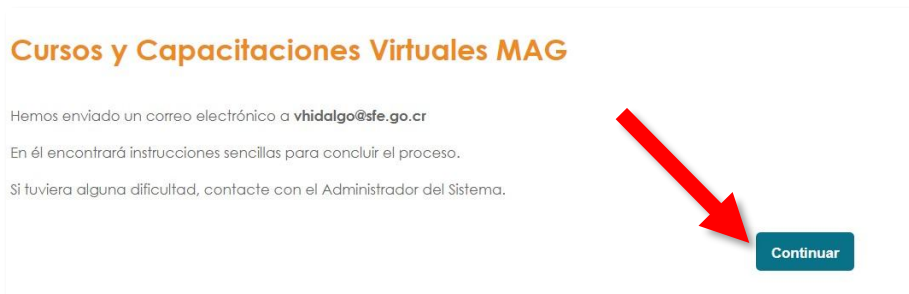 Cursos y Capacitaciones Virtuales MAG
Hemos enviado un correo electrónico a vhidalgo@sfe.go.cr
En él encontrará instrucciones sencillas para concluir el proceso.
Si tuviera alguna dificultad, contacte con el Administrador del Sistema.
Continuar